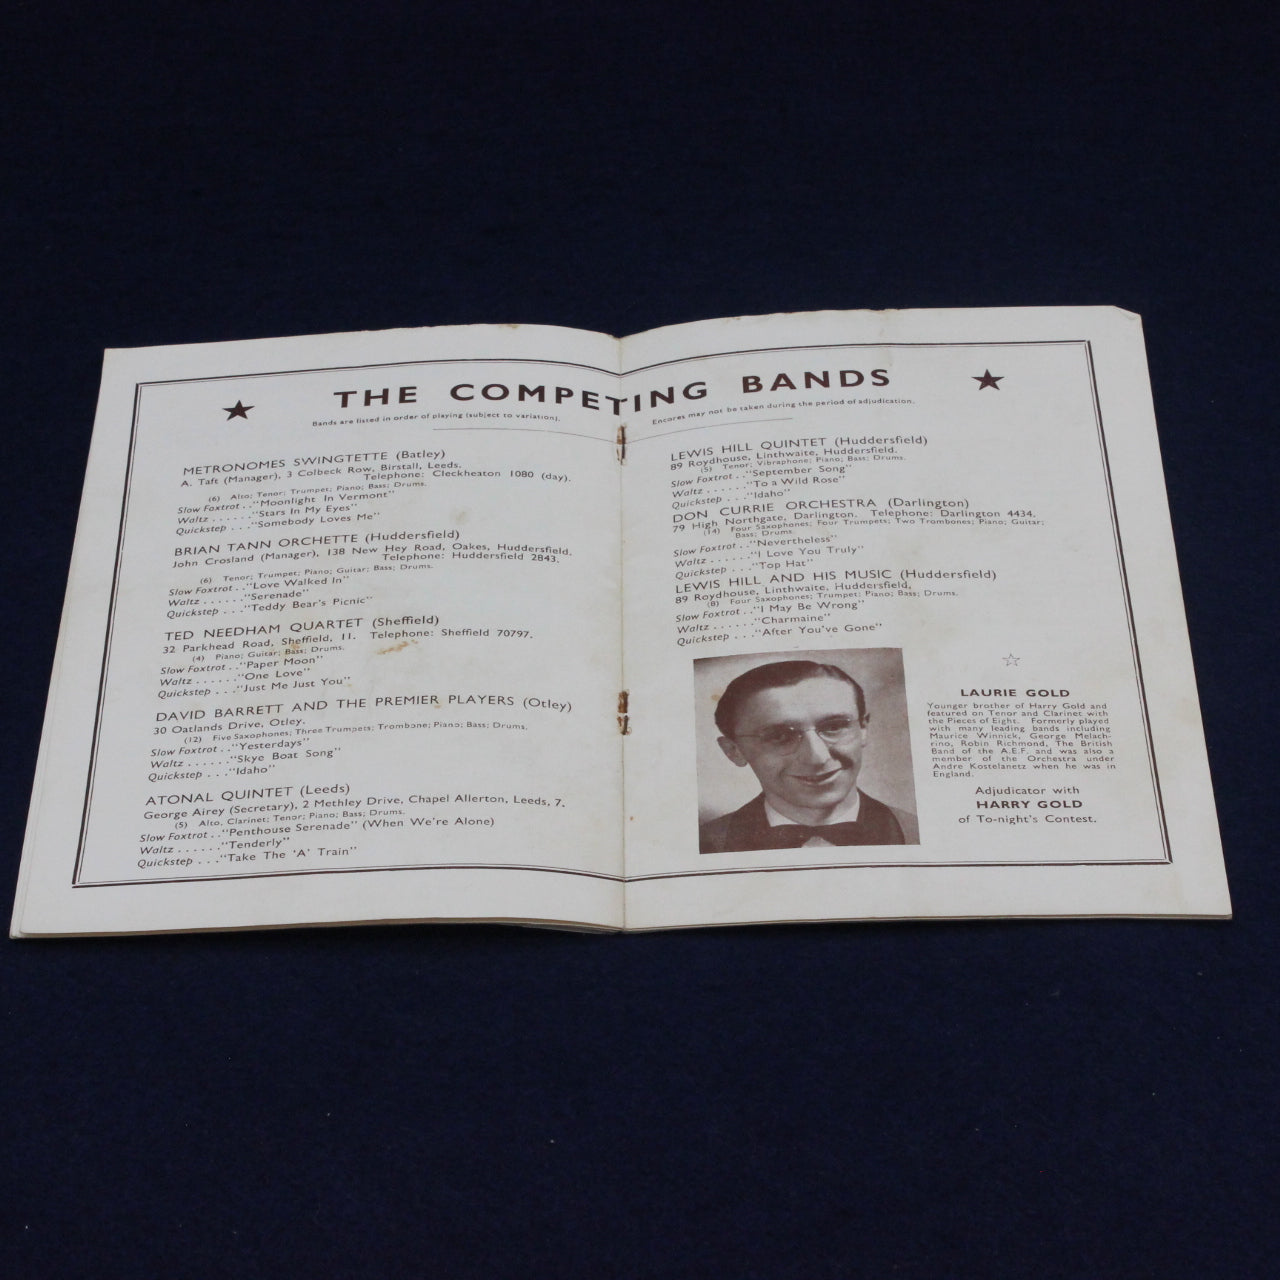 THE COMPETING BANDS
Bands are listed in order of playing (subject to variation).
Encores may not be taken during the period of adjudication.
METRONOMES SWINGTETTE (Batley)
A. Taft (Manager), 3 Colbeck Row, Birstall, Leeds.
Telephone: Cleckheaton 1080 (day).
(6) Alto; Tenor; Trumpet; Piano; Bass; Drums.
Slow Foxtrot . . "Moonlight In Vermont"
Waltz . . . . . . "Stars In My Eyes"
Quickstep . . . "Somebody Loves Me"
BRIAN TANN ORCHETTE (Huddersfield)
John Crosland (Manager), 138 New Hey Road, Oakes, Huddersfield.
Telephone: Huddersfield 2843.
(6) Tenor; Trumpet; Piano; Guitar; Bass; Drums.
Slow Foxtrot . . "Love Walked In"
Waltz . . . . . . "Serenade"
Quickstep . . . "Teddy Bear's Picnic"
TED NEEDHAM QUARTET (Sheffield)
32 Parkhead Road, Sheffield, 11. Telephone: Sheffield 70797.
(4) Piano; Guitar; Bass; Drums.
Slow Foxtrot . . "Paper Moon"
Waltz . . . . . . "One Love"
Quickstep . . . "Just Me Just You"
DAVID BARRETT AND THE PREMIER PLAYERS (Otley)
30 Oatlands Drive, Otley.
(12) Five Saxophones; Three Trumpets; Trombone; Piano; Bass; Drums.
Slow Foxtrot . . "Yesterdays"
Waltz . . . . . . "Skye Boat Song"
Quickstep . . . "Idaho"
ATONAL QUINTET (Leeds)
George Airey (Secretary), 2 Methley Drive, Chapel Allerton, Leeds, 7.
(5) Alto, Clarinet; Tenor; Piano; Bass; Drums.
Slow Foxtrot . . "Penthouse Serenade" (When We're Alone)
Waltz . . . . . . "Tenderly"
Quickstep . . . "Take The 'A' Train"
LEWIS HILL QUINTET (Huddersfield)
89 Roydhouse, Linthwaite, Huddersfield.
(5) Tenor; Vibraphone; Piano; Bass; Drums.
Slow Foxtrot . . "September Song"
Waltz . . . . . . "To a Wild Rose"
Quickstep . . . "Idaho"
DON CURRIE ORCHESTRA (Darlington)
79 High Northgate, Darlington. Telephone: Darlington 4434.
(14) Four Saxophones; Four Trumpets; Two Trombones; Piano; Guitar;
Bass; Drums.
Slow Foxtrot . . "Nevertheless"
Waltz . . . . . . "I Love You Truly"
Quickstep . . . "Top Hat"
LEWIS HILL AND HIS MUSIC (Huddersfield)
89 Roydhouse, Linthwaite, Huddersfield.
(8) Four Saxophones; Trumpet; Piano; Bass; Drums.
Slow Foxtrot . . "I May Be Wrong"
Waltz . . . . . . "Charmaine"
Quickstep . . . "After You've Gone"
LAURIE GOLD
Younger brother of Harry Gold and
featured on Tenor and Clarinet with
the Pieces of Eight. Formerly played
with many leading bands including
Maurice Winnick, George Melach-
rino, Robin Richmond, The British
Band of the A.E.F. and was also a
member of the Orchestra under
Andre Kostelanetz when he was in
England.
Adjudicator with
HARRY GOLD
of To-night's Contest.